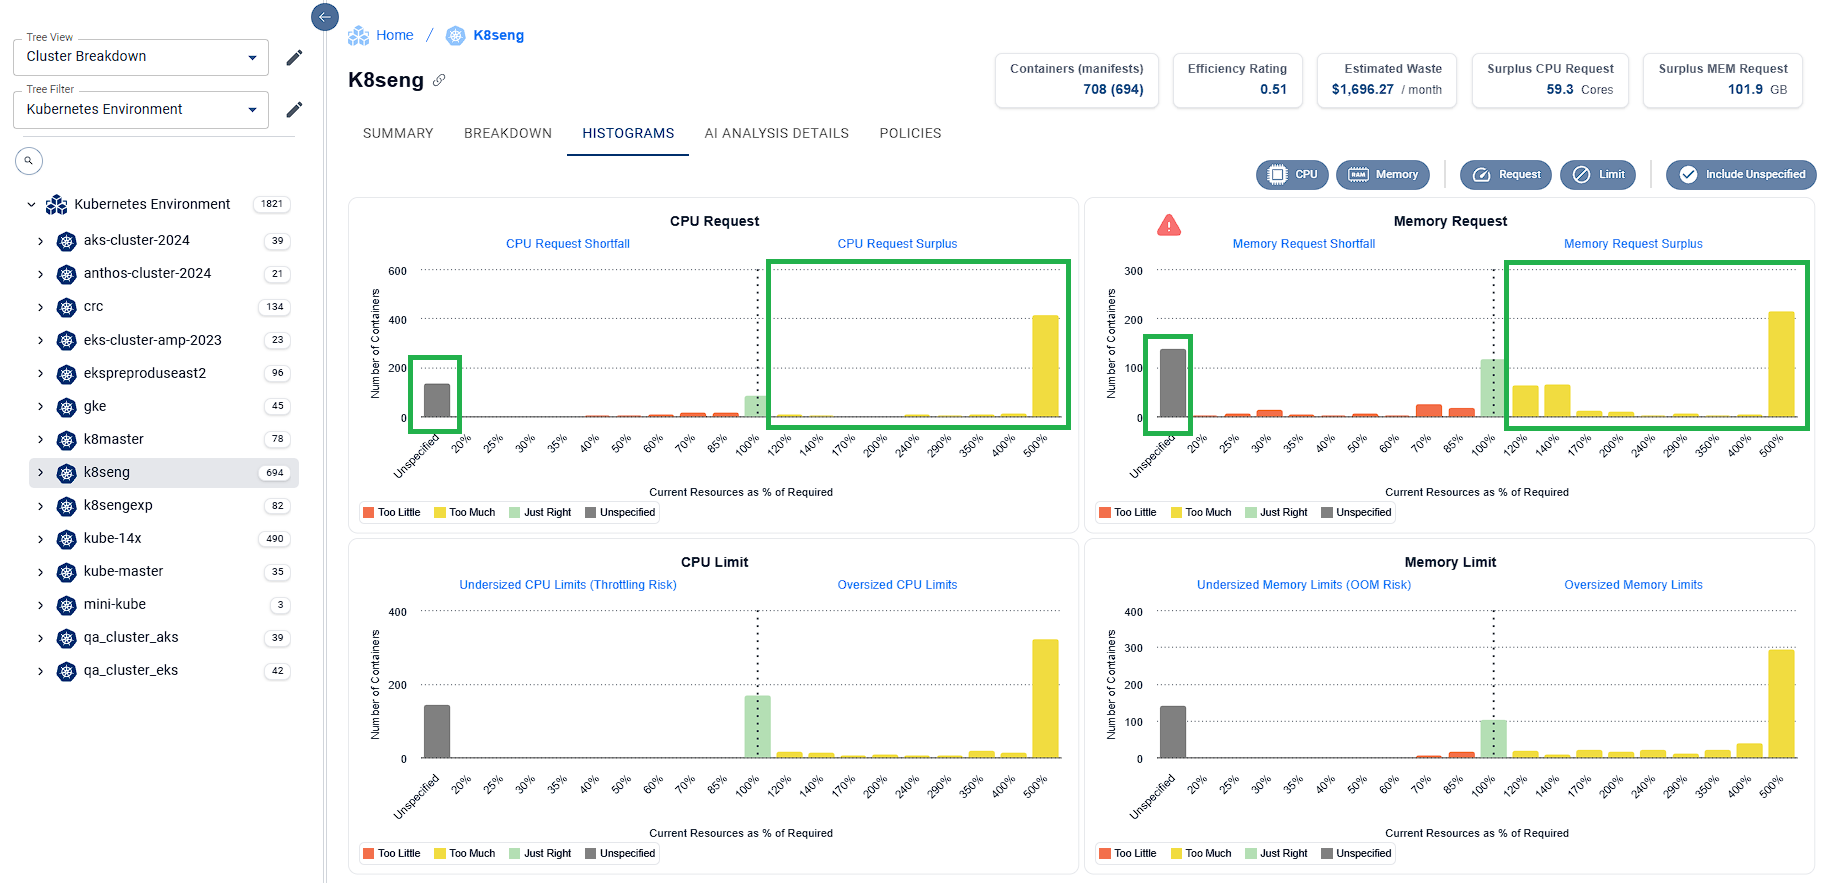 Tree View
Cluster Breakdown
Tree Filter
Kubernetes Environment
Kubernetes Environment 1821
aks-cluster-2024 39
anthos-cluster-2024 21
crc 134
eks-cluster-amp-2023 23
ekspreproduseast2 96
gke 45
k8master 78
k8seng 694
k8sengexp 82
kube-14x 490
kube-master 35
mini-kube 3
qa_cluster_aks 39
qa_cluster_eks 42
Home / K8seng
K8seng
Containers (manifests)
708 (694)
Efficiency Rating
0.51
Estimated Waste
$1,696.27 / month
Surplus CPU Request
59.3 Cores
Surplus MEM Request
101.9 GB
SUMMARY BREAKDOWN HISTOGRAMS AI ANALYSIS DETAILS POLICIES
CPU RAM Memory Request Limit Include Unspecified
CPU Request
CPU Request Shortfall CPU Request Surplus
Number of Containers
600
400
200
0
Unspecified 20% 25% 30% 35% 40% 50% 60% 70% 85% 100% 120% 140% 170% 200% 240% 290% 350% 400% 500%
Current Resources as % of Required
Too Little Too Much Just Right Unspecified
Memory Request
Memory Request Shortfall Memory Request Surplus
Number of Containers
300
200
100
0
Unspecified 20% 25% 30% 35% 40% 50% 60% 70% 85% 100% 120% 140% 170% 200% 240% 290% 350% 400% 500%
Current Resources as % of Required
Too Little Too Much Just Right Unspecified
CPU Limit
Undersized CPU Limits (Throttling Risk) Oversized CPU Limits
Number of Containers
400
200
0
Unspecified 20% 25% 30% 35% 40% 50% 60% 70% 85% 100% 120% 140% 170% 200% 240% 290% 350% 400% 500%
Current Resources as % of Required
Too Little Too Much Just Right Unspecified
Memory Limit
Undersized Memory Limits (OOM Risk) Oversized Memory Limits
Number of Containers
400
300
200
100
0
Unspecified 20% 25% 30% 35% 40% 50% 60% 70% 85% 100% 120% 140% 170% 200% 240% 290% 350% 400% 500%
Current Resources as % of Required
Too Little Too Much Just Right Unspecified